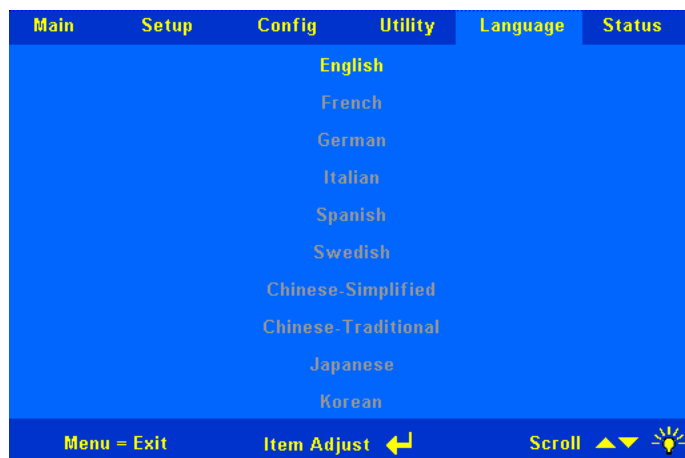 Main Setup Config Utility Language Status
English
French
German
Italian
Spanish
Swedish
Chinese-Simplified
Chinese-Traditional
Japanese
Korean
Menu = Exit Item Adjust Scroll